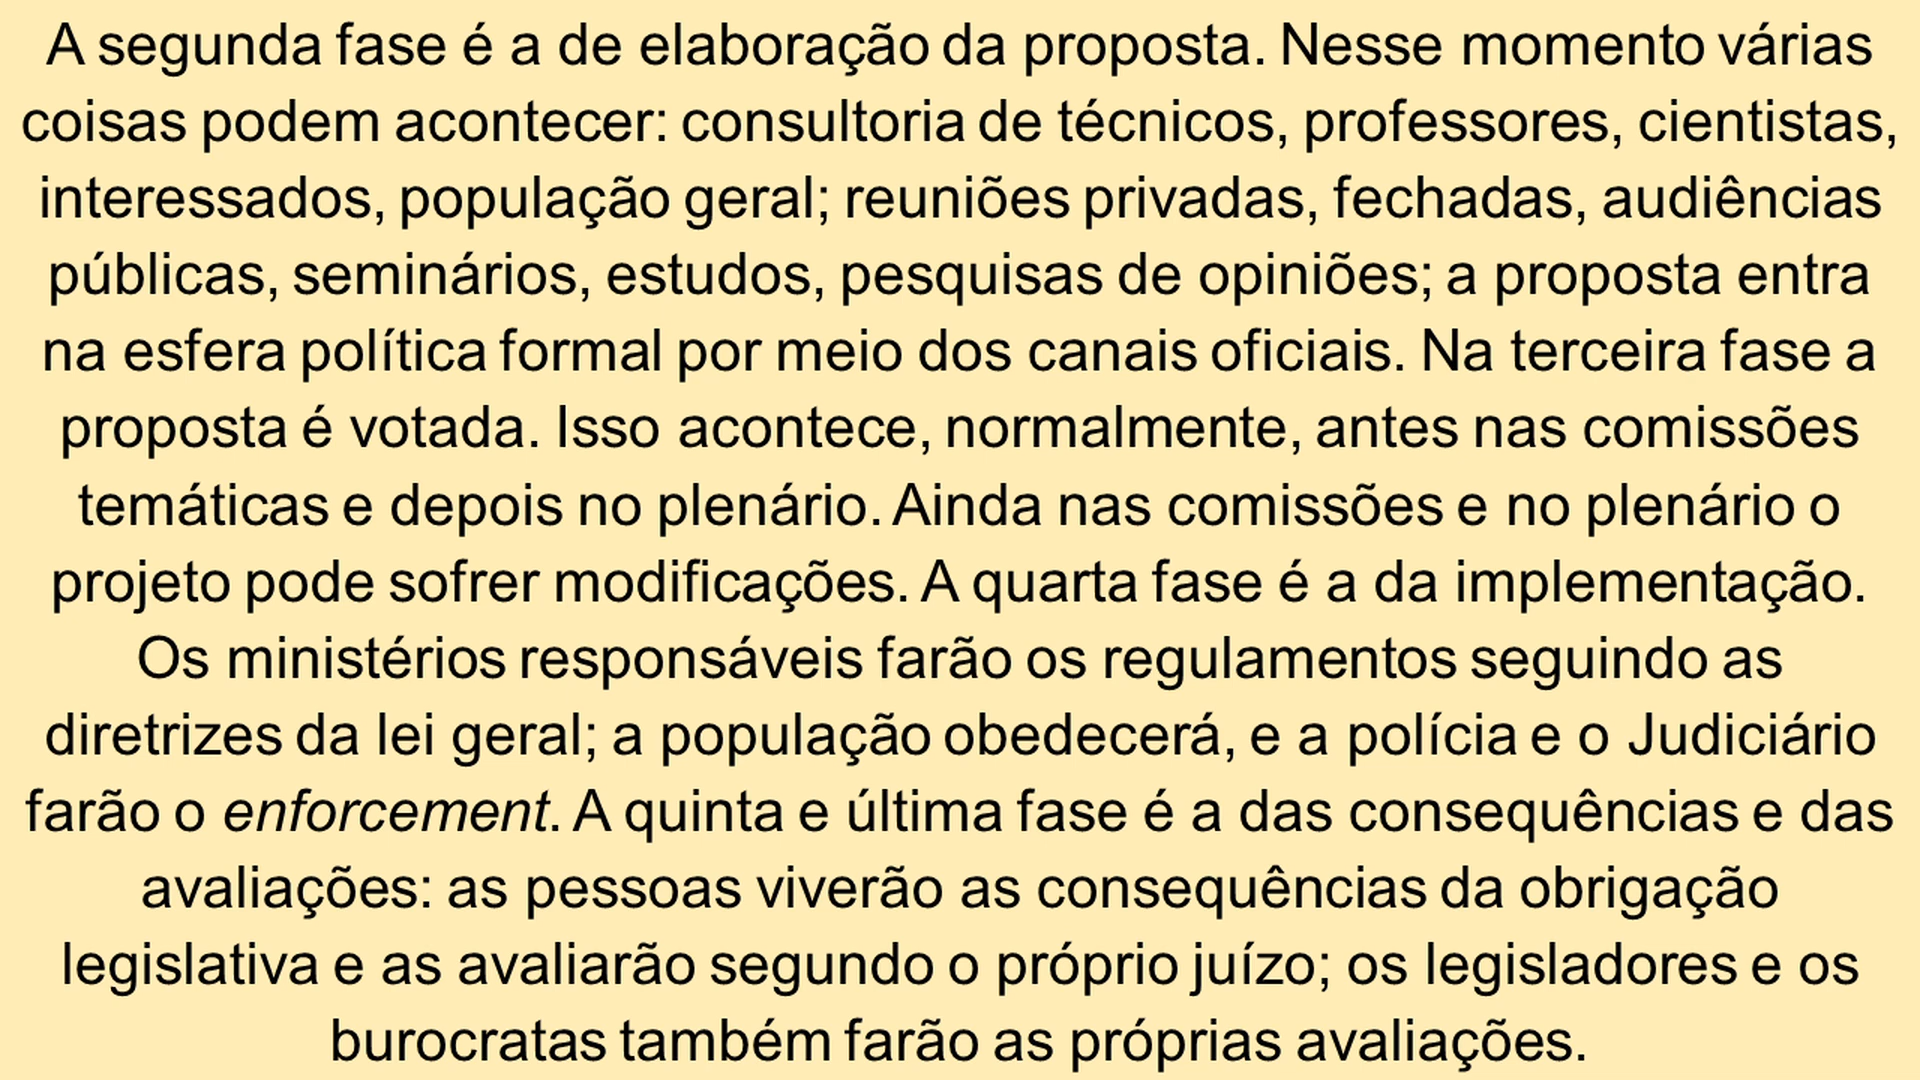 A segunda fase é a de elaboração da proposta. Nesse momento várias
coisas podem acontecer: consultoria de técnicos, professores, cientistas,
interessados, população geral; reuniões privadas, fechadas, audiências
públicas, seminários, estudos, pesquisas de opiniões; a proposta entra
na esfera política formal por meio dos canais oficiais. Na terceira fase a
proposta é votada. Isso acontece, normalmente, antes nas comissões
temáticas e depois no plenário. Ainda nas comissões e no plenário o
projeto pode sofrer modificações. A quarta fase é a da implementação.
Os ministérios responsáveis farão os regulamentos seguindo as
diretrizes da lei geral; a população obedecerá, e a polícia e o Judiciário
farão o enforcement. A quinta e última fase é a das consequências e das
avaliações: as pessoas viverão as consequências da obrigação
legislativa e as avaliarão segundo o próprio juízo; os legisladores e os
burocratas também farão as próprias avaliações.